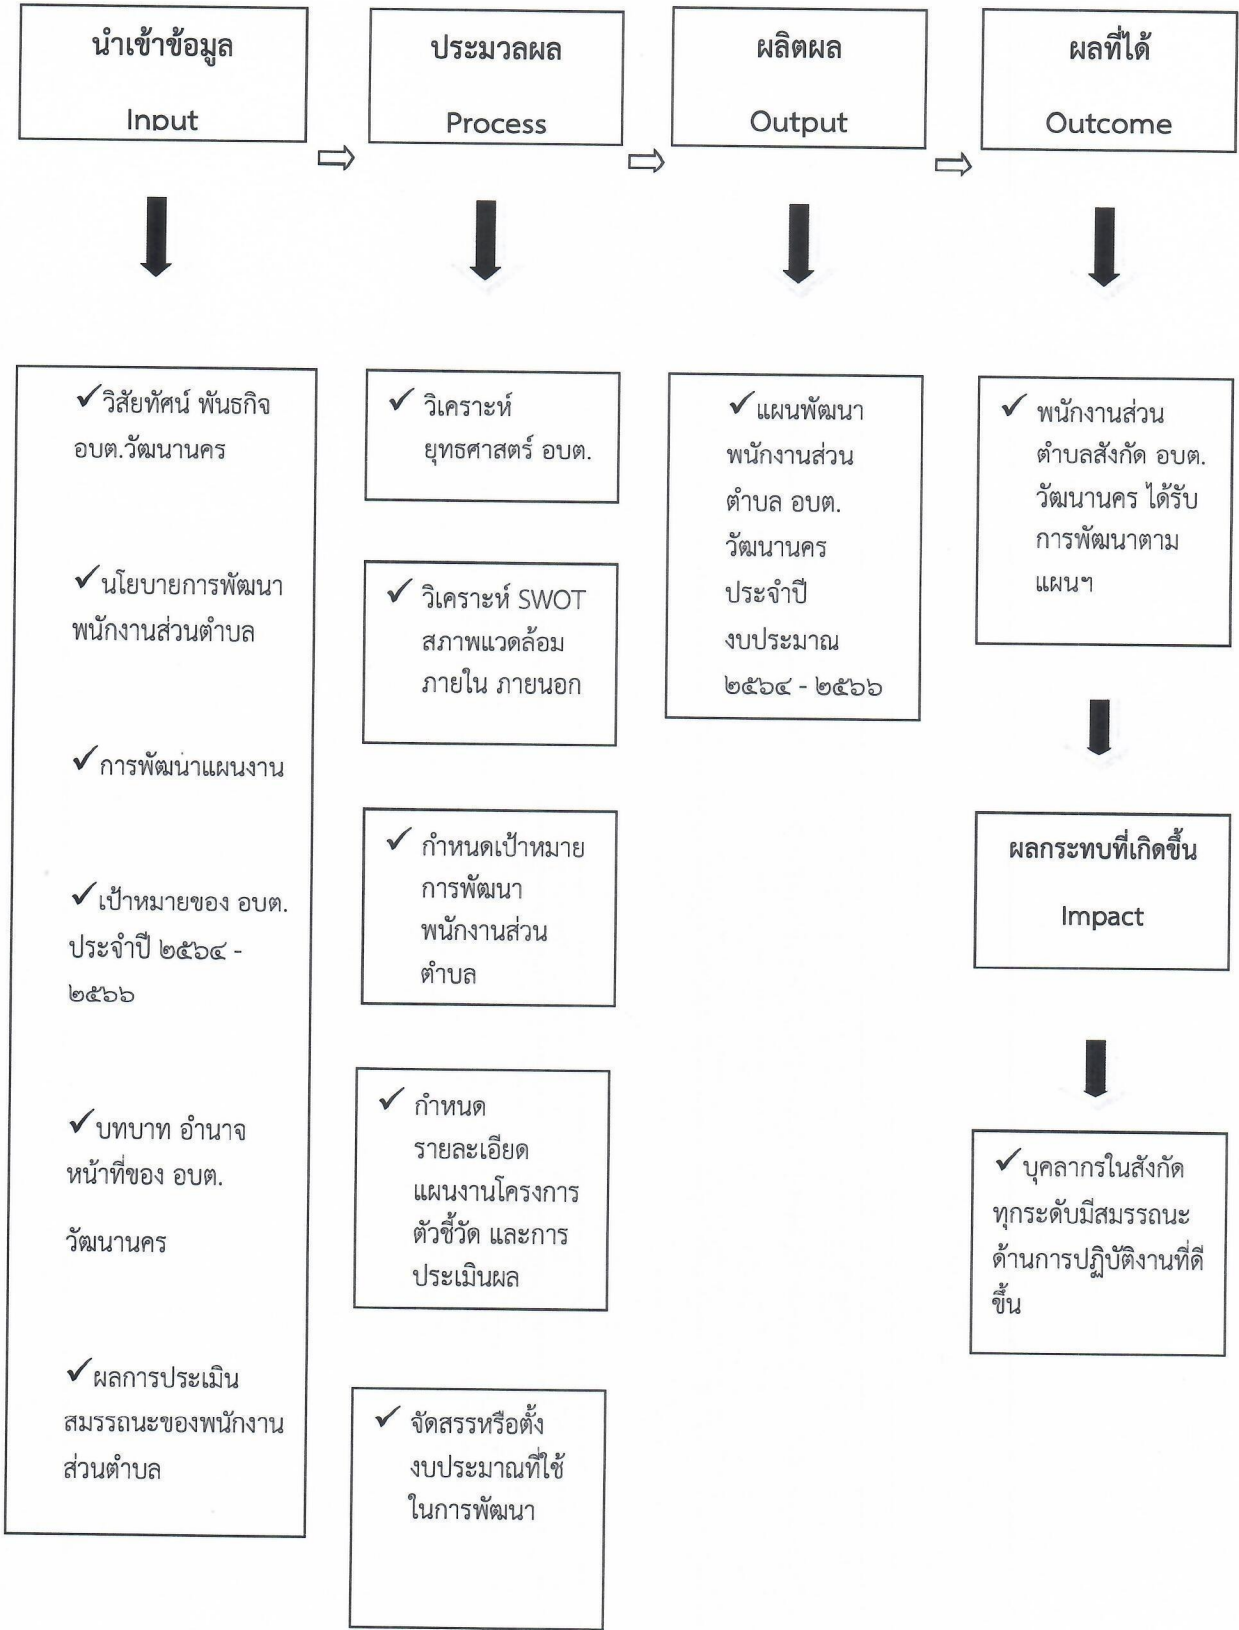 นำเข้าข้อมูล
Input
ประมวลผล
Process
ผลิตผล
Output
ผลที่ได้
Outcome
✓วิสัยทัศน์ พันธกิจ
อบต.วัฒนานคร
✓นโยบายการพัฒนา
พนักงานส่วนตำบล
✓การพัฒนาแผนงาน
✓เป้าหมายของ อบต.
ประจำปี ๒๕๖๔ -
๒๕๖๖
✓บทบาท อำนาจ
หน้าที่ของ อบต.
วัฒนานคร
✓ผลการประเมิน
สมรรถนะของพนักงาน
ส่วนตำบล
✓ วิเคราะห์
ยุทธศาสตร์ อบต.
✓ วิเคราะห์ SWOT
สภาพแวดล้อม
ภายใน ภายนอก
✓ กำหนดเป้าหมาย
การพัฒนา
พนักงานส่วน
ตำบล
✓ กำหนด
รายละเอียด
แผนงานโครงการ
ตัวชี้วัด และการ
ประเมินผล
✓ จัดสรรหรือตั้ง
งบประมาณที่ใช้
ในการพัฒนา
✓แผนพัฒนา
พนักงานส่วน
ตำบล อบต.
วัฒนานคร
ประจำปี
งบประมาณ
๒๕๖๔ - ๒๕๖๖
✓ พนักงานส่วน
ตำบลสังกัด อบต.
วัฒนานคร ได้รับ
การพัฒนาตาม
แผนฯ
ผลกระทบที่เกิดขึ้น
Impact
✓บุคลากรในสังกัด
ทุกระดับมีสมรรถนะ
ด้านการปฏิบัติงานที่ดี
ขึ้น